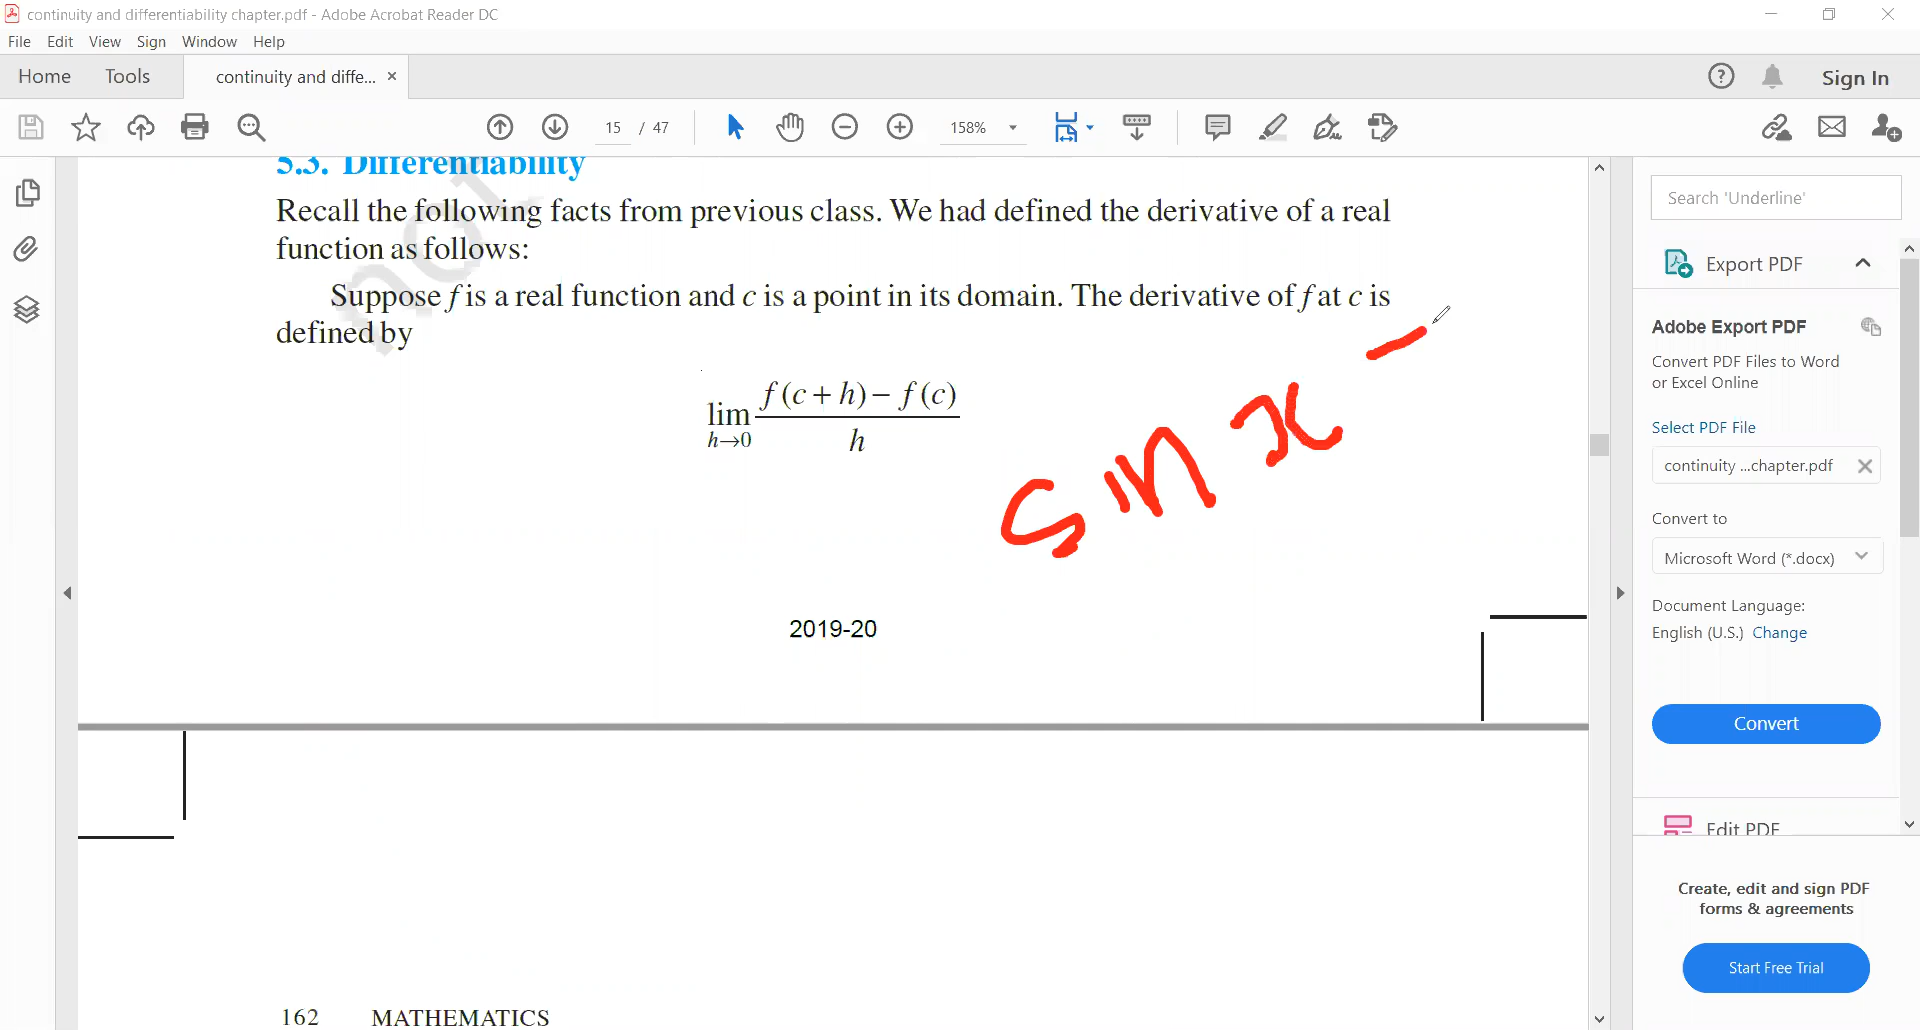 continuity and differentiability chapter.pdf - Adobe Acrobat Reader DC
File Edit View Sign Window Help
Home Tools continuity and diffe... × Sign In
15 / 47 158%
5.3. Differentiability
Recall the following facts from previous class. We had defined the derivative of a real
function as follows:
Suppose f is a real function and c is a point in its domain. The derivative of f at c is
defined by
lim h→0 f (c + h) − f (c) / h
sin x −
2019-20
162 MATHEMATICS
not
Search 'Underline'
Export PDF
Adobe Export PDF
Convert PDF Files to Word
or Excel Online
Select PDF File
continuity ...chapter.pdf
Convert to
Microsoft Word (*.docx)
Document Language:
English (U.S.) Change
Convert
Edit PDF
Create, edit and sign PDF
forms & agreements
Start Free Trial